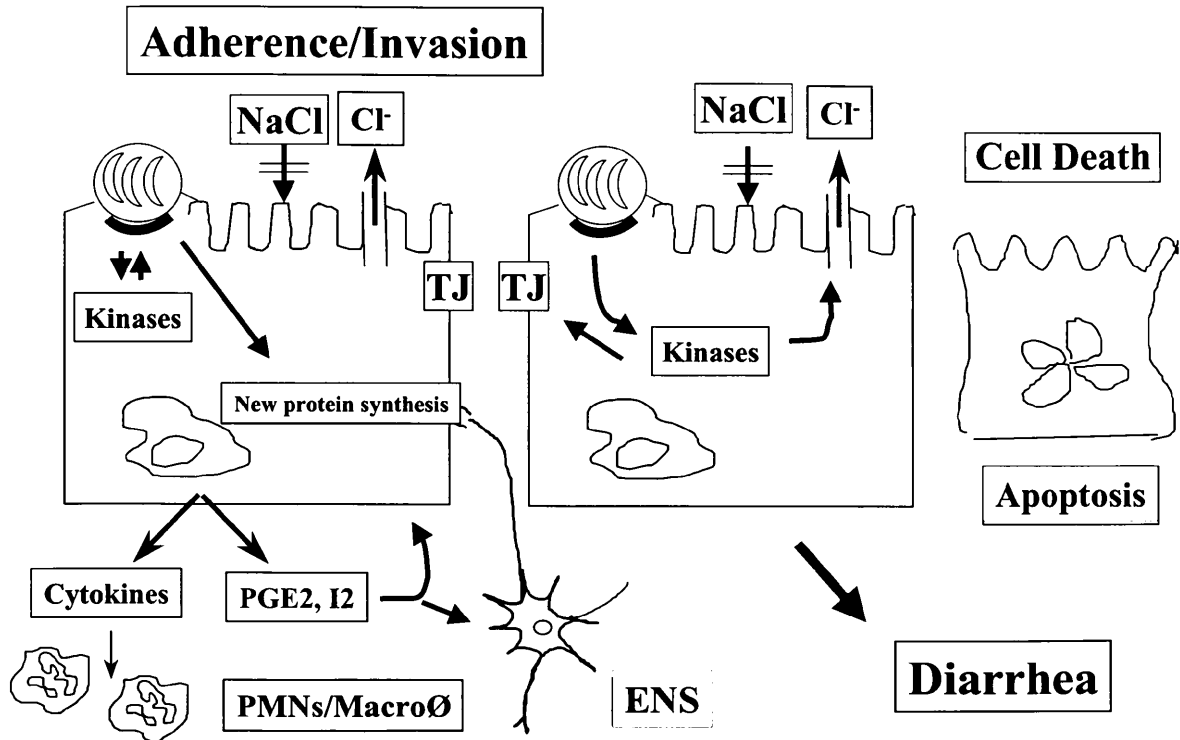 Adherence/Invasion
NaCl
Cl-
NaCl
Cl-
Cell Death
TJ
TJ
Kinases
Kinases
New protein synthesis
Apoptosis
Cytokines
PGE2, I2
PMNs/MacroØ
ENS
Diarrhea